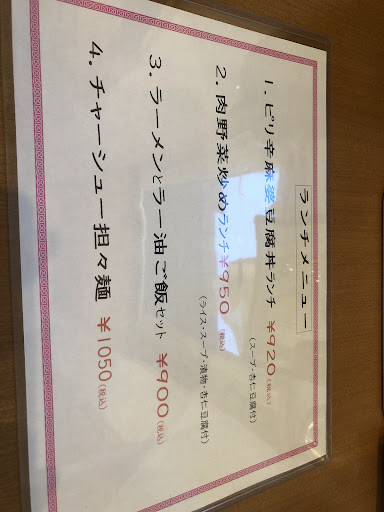 ランチメニュー
1. ピリ辛麻婆豆腐丼ランチ ¥920(税込)
(スープ・杏仁豆腐付)
2. 肉野菜炒めランチ¥950(税込)
(ライス・スープ・漬物・杏仁豆腐付)
3. ラーメンとラー油ご飯セット ¥900(税込)
4. チャーシュー担々麺 ¥1050(税込)